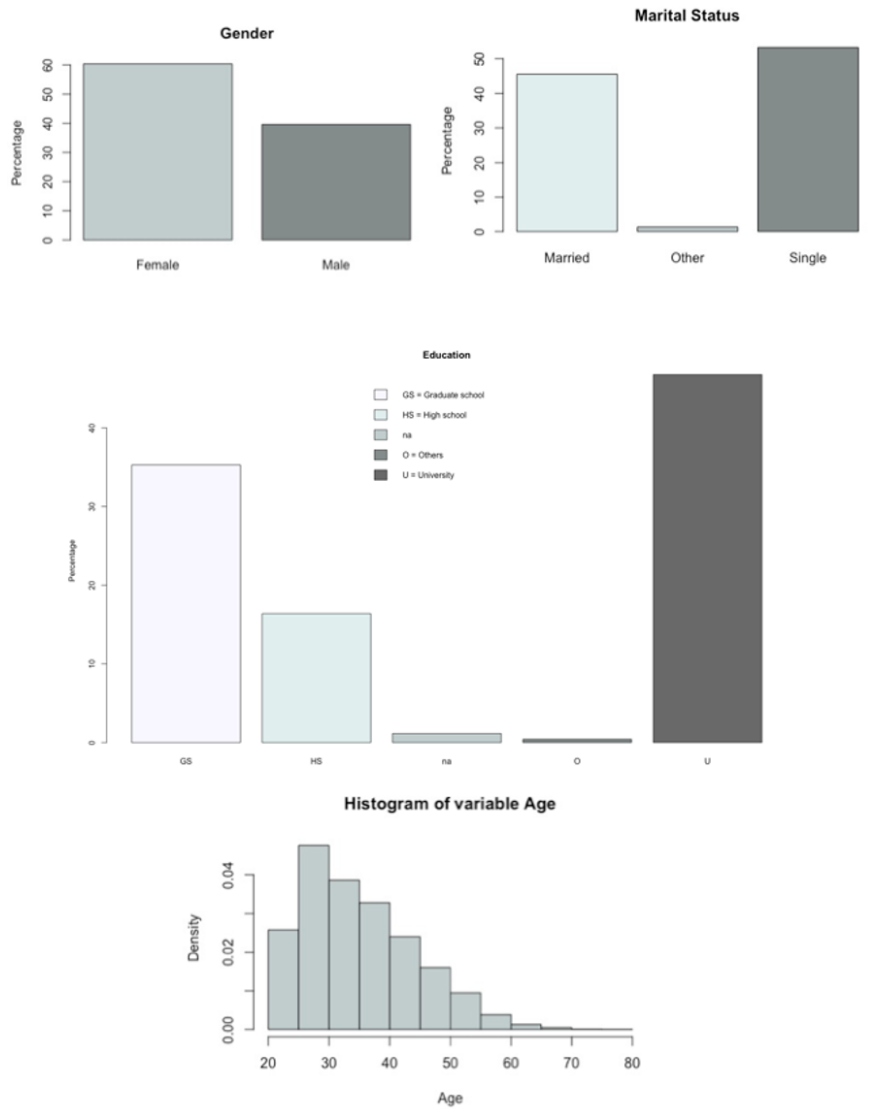 Gender
Percentage
60
50
40
30
20
10
0
Female Male
Marital Status
Percentage
50
40
30
20
10
0
Married Other Single
Education
GS = Graduate school
HS = High school
na
O = Others
U = University
Percentage
40
30
20
10
0
GS HS na O U
Histogram of variable Age
Density
0.04
0.02
0.00
20 30 40 50 60 70 80
Age